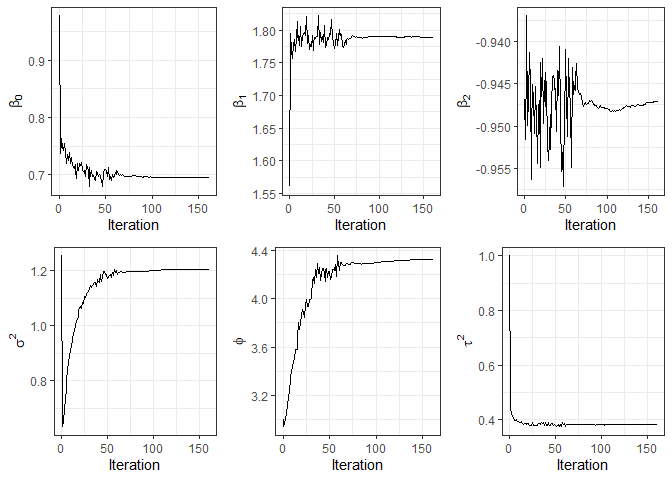 β0
0.9
0.8
0.7
0 50 100 150
Iteration
β1
1.80
1.75
1.70
1.65
1.60
1.55
0 50 100 150
Iteration
β2
-0.940
-0.945
-0.950
-0.955
0 50 100 150
Iteration
σ2
1.2
1.0
0.8
0 50 100 150
Iteration
ϕ
4.4
4.0
3.6
3.2
0 50 100 150
Iteration
τ2
1.0
0.8
0.6
0.4
0 50 100 150
Iteration